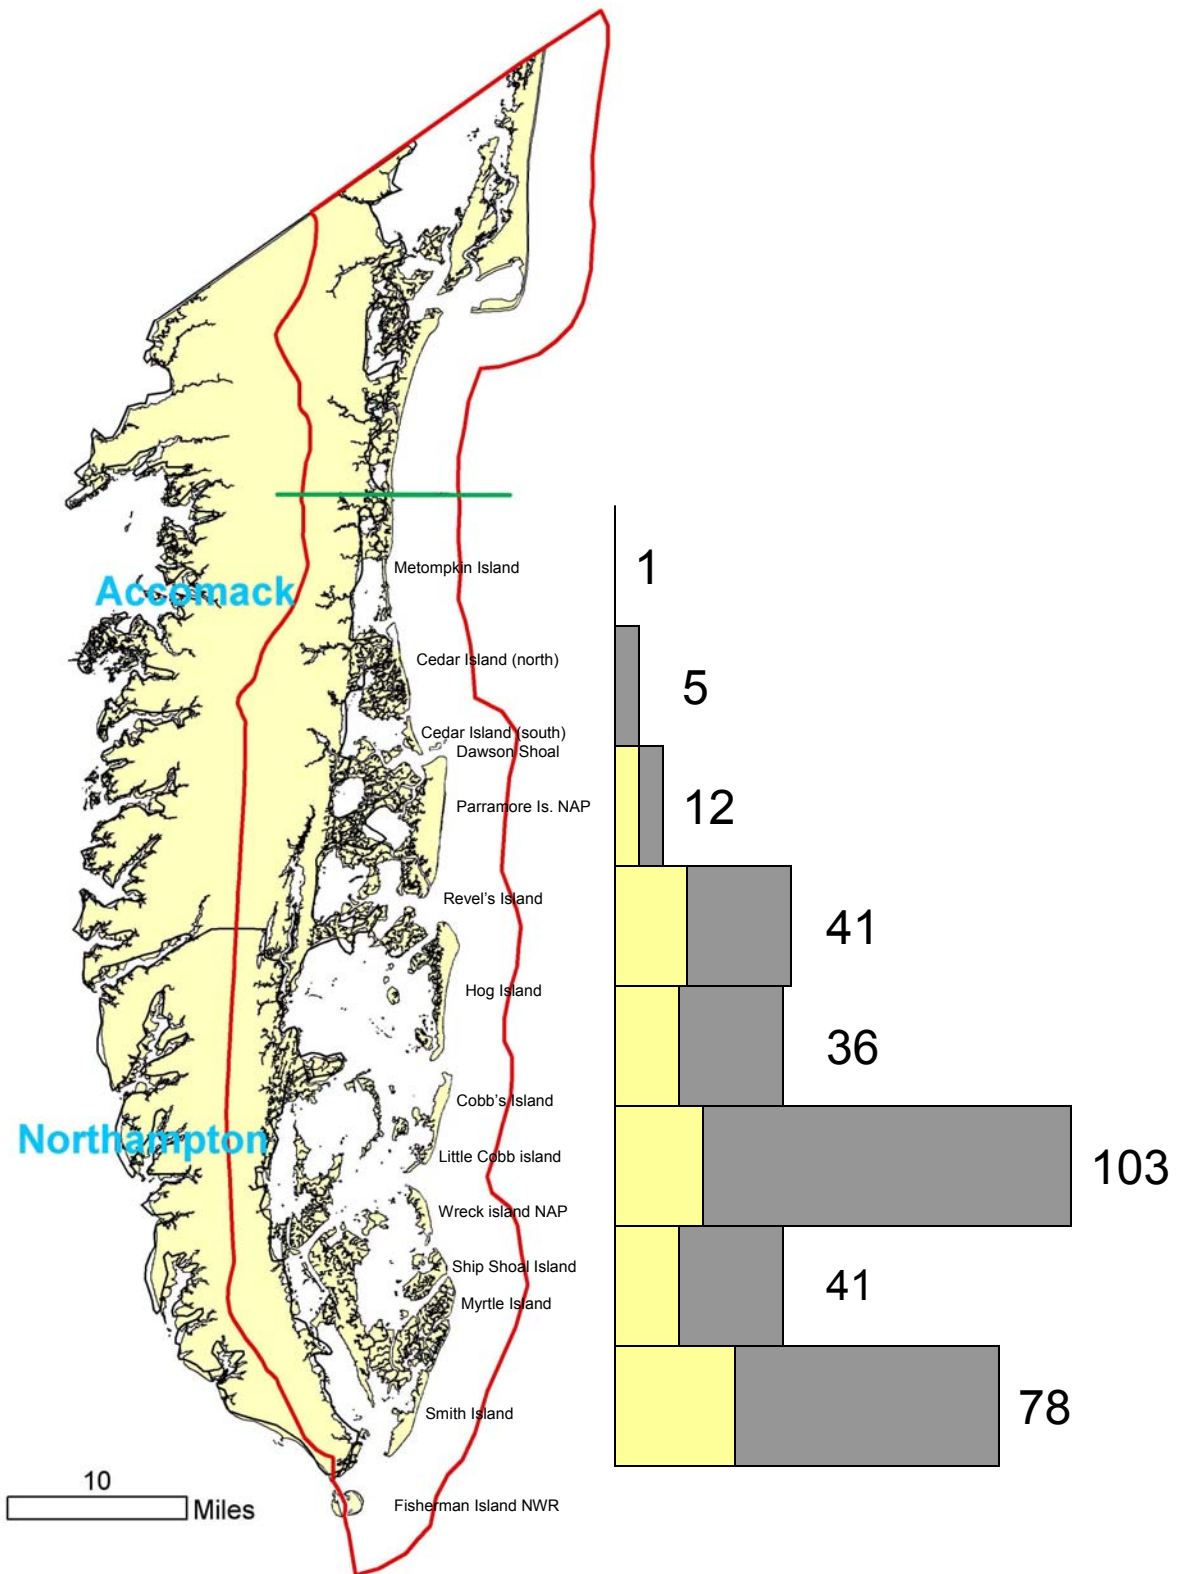 Metompkin Island
1
Accomack
Cedar Island (north)
5
Cedar Island (south)
Dawson Shoal
Parramore Is. NAP
12
Revel's Island
41
Hog Island
36
Cobb's Island
Northampton
Little Cobb island
103
Wreck island NAP
Ship Shoal Island
41
Myrtle Island
Smith Island
78
10
Miles
Fisherman Island NWR